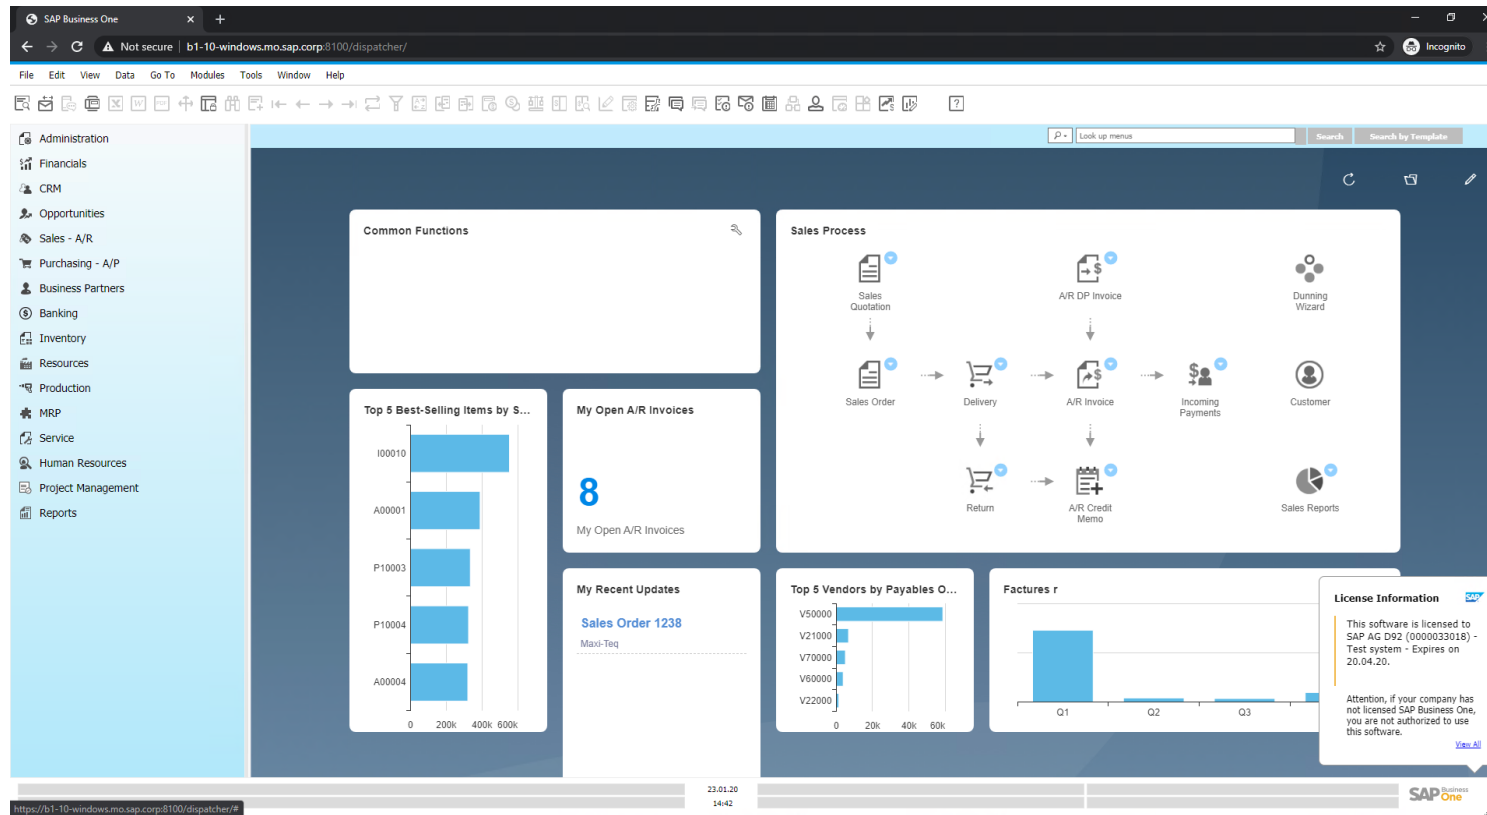 SAP Business One
Not secure | b1-10-windows.mo.sap.corp:8100/dispatcher/
Incognito
File Edit View Data Go To Modules Tools Window Help
Administration
Financials
CRM
Opportunities
Sales - A/R
Purchasing - A/P
Business Partners
Banking
Inventory
Resources
Production
MRP
Service
Human Resources
Project Management
Reports
Look up menus
Search
Search by Template
Common Functions
Sales Process
Sales
Quotation
A/R DP Invoice
Dunning
Wizard
Sales Order
Delivery
A/R Invoice
Incoming
Payments
Customer
Return
A/R Credit
Memo
Sales Reports
Top 5 Best-Selling Items by S...
I00010
A00001
P10003
P10004
A00004
0 200k 400k 600k
My Open A/R Invoices
8
My Open A/R Invoices
My Recent Updates
Sales Order 1238
Maxi-Teq
Top 5 Vendors by Payables O...
V50000
V21000
V70000
V60000
V22000
0 20k 40k 60k
Factures r
Q1 Q2 Q3
License Information
SAP
This software is licensed to
SAP AG D92 (0000033018) -
Test system - Expires on
20.04.20.
Attention, if your company has
not licensed SAP Business One,
you are not authorized to use
this software.
View All
23.01.20
14:42
https://b1-10-windows.mo.sap.corp:8100/dispatcher/#
SAP Business
One